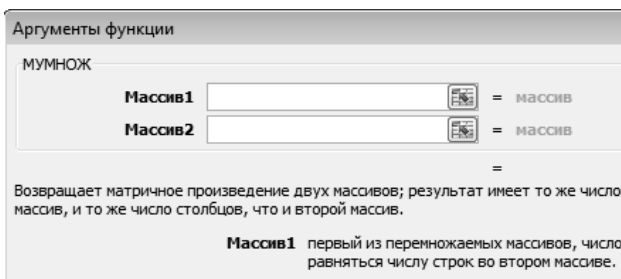 Аргументы функции
МУМНОЖ
Массив1 = массив
Массив2 = массив
=
Возвращает матричное произведение двух массивов; результат имеет то же число
массив, и то же число столбцов, что и второй массив.
Массив1 первый из перемножаемых массивов, число
равняться числу строк во втором массиве.